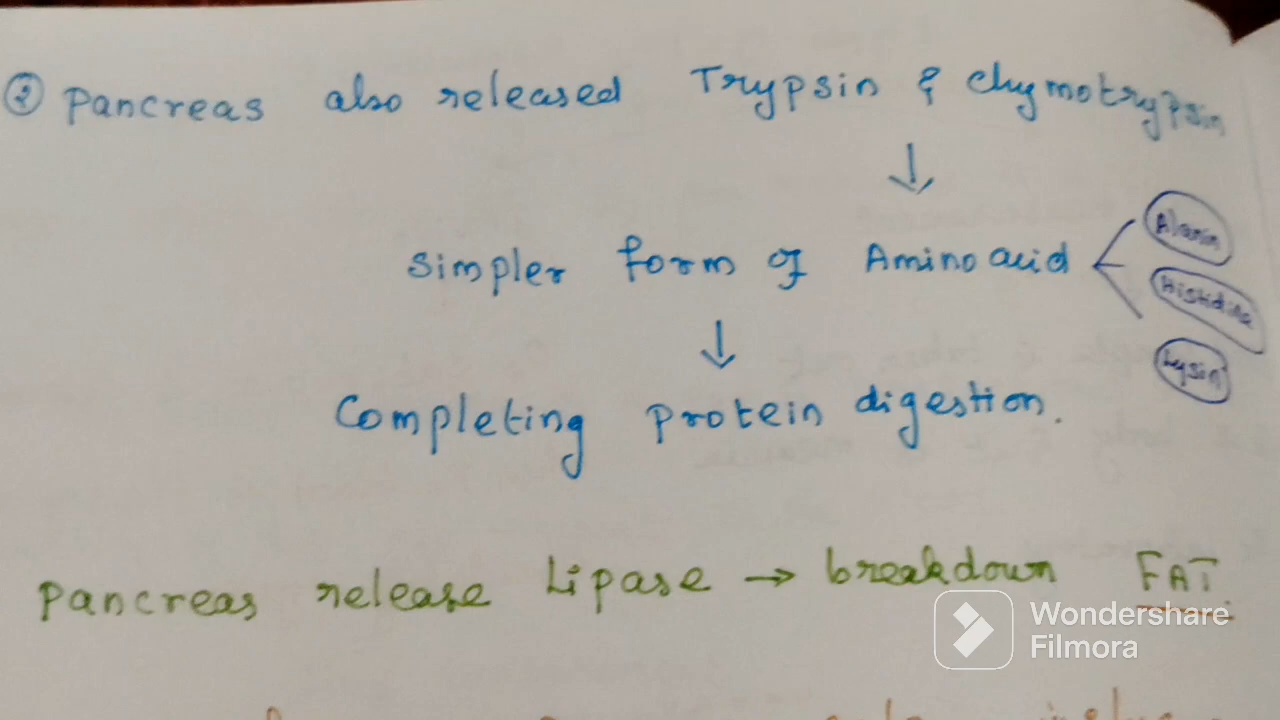 ② Pancreas also released Trypsin & Chymotrypsin
↓
Simpler form of Amino acid
Alanin
Histidine
Lysin
↓
Completing Protein digestion.
Pancreas release Lipase → breakdown FAT
Wondershare
Filmora